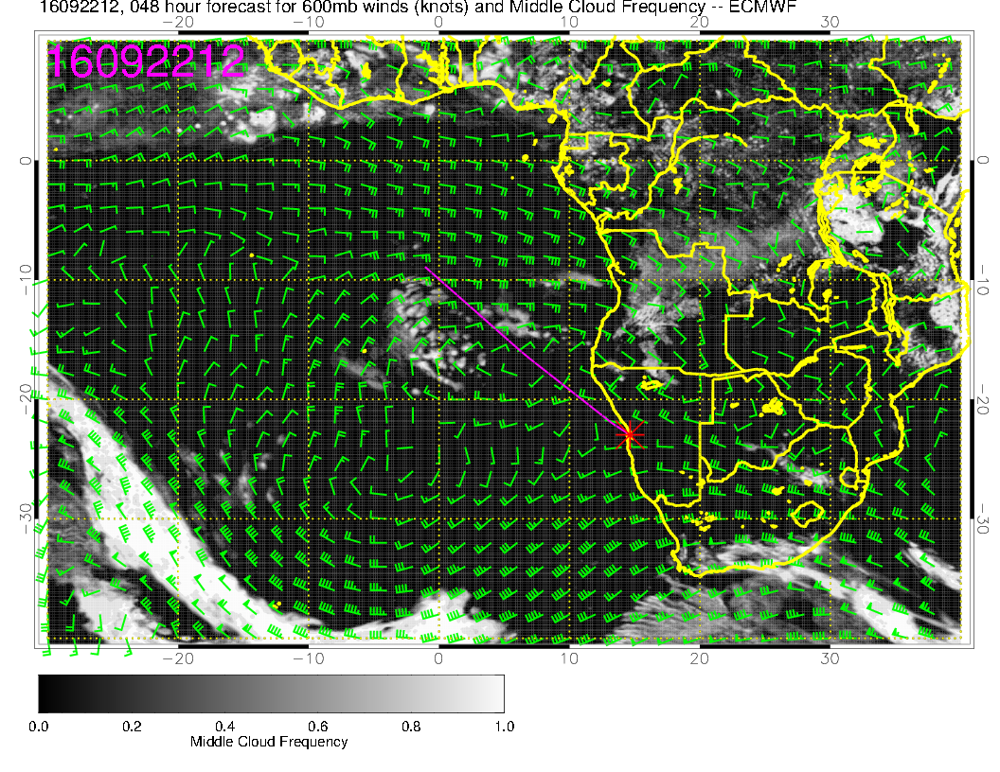 16092212, 048 hour forecast for 600mb winds (knots) and Middle Cloud Frequency -- ECMWF
−20 −10 0 10 20 30
16092212
0 0
−10 −10
−20 −20
−30 −30
−20 −10 0 10 20 30
0.0 0.2 0.4 0.6 0.8 1.0
Middle Cloud Frequency